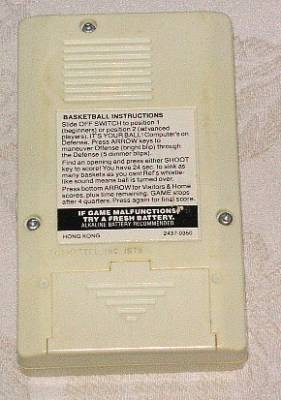 BASKETBALL INSTRUCTIONS
Slide OFF SWITCH to position 1
(beginners) or position 2 (advanced
players). IT'S YOUR BALL! Computer's on
Defense. Press ARROW keys to
maneuver Offense (bright blip) through
the Defense (5 dimmer blips).
Find an opening and press either SHOOT
key to score! You have 24 sec. to sink as
many baskets as you can! Ref's whistle-
like sound means ball is turned over.
Press bottom ARROW for Visitors & Home
scores, plus time remaining. GAME stops
after 4 quarters. Press again for final score.
IF GAME MALFUNCTIONS
TRY A FRESH BATTERY.
ALKALINE BATTERY RECOMMENDED
HONG KONG 2437-0350
MATTEL, INC. 1978